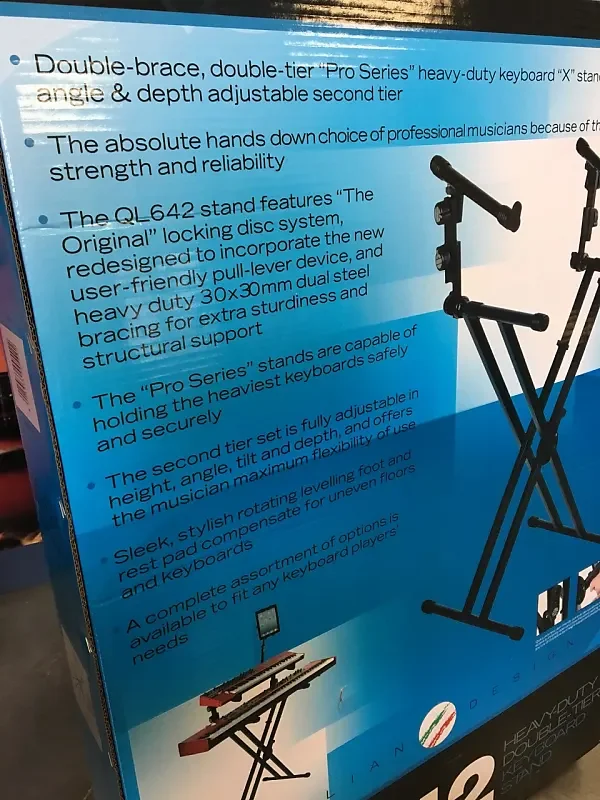 • Double-brace, double-tier "Pro Series" heavy-duty keyboard "X"
angle & depth adjustable second tier
• The absolute hands down choice of professional musicians because of
strength and reliability
• The QL642 stand features "The
Original" locking disc system,
redesigned to incorporate the new
user-friendly pull-lever device, and
heavy duty 30x30mm dual steel
bracing for extra sturdiness and
structural support
• The "Pro Series" stands are capable of
holding the heaviest keyboards safely
and securely
• The second tier set is fully adjustable in
height, angle, tilt and depth, and offers
the musician maximum flexibility of use
• Sleek, stylish rotating levelling foot and
rest pad compensate for uneven floors
and keyboards
• A complete assortment of options is
available to fit any keyboard players'
needs
LIAN DESIGN
HEAVY-DUTY
DOUBLE-TIER
KEYBOARD
STAND